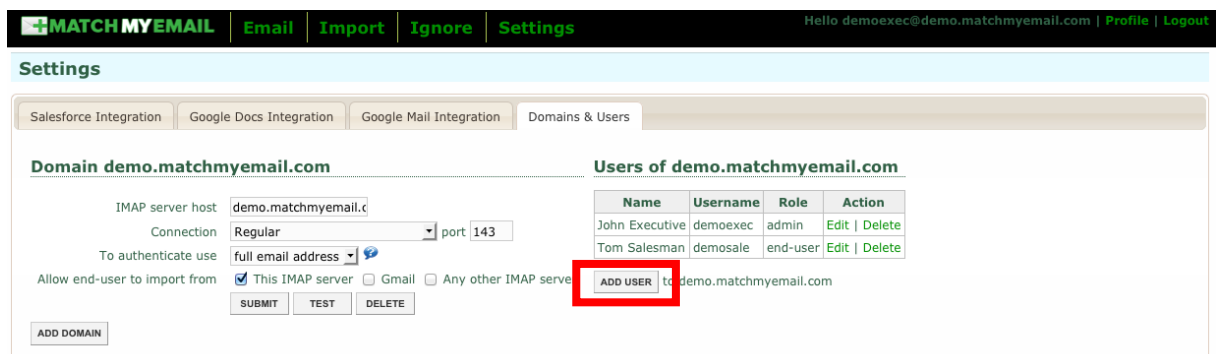 MATCH MY EMAIL Email Import Ignore Settings Hello demoexec@demo.matchmyemail.com | Profile | Logout
Settings
Salesforce Integration Google Docs Integration Google Mail Integration Domains & Users
Domain demo.matchmyemail.com
IMAP server host demo.matchmyemail.c
Connection Regular port 143
To authenticate use full email address ?
Allow end-user to import from This IMAP server Gmail Any other IMAP serve
SUBMIT TEST DELETE
ADD DOMAIN
Users of demo.matchmyemail.com
Name Username Role Action
John Executive demoexec admin Edit | Delete
Tom Salesman demosale end-user Edit | Delete
ADD USER to demo.matchmyemail.com